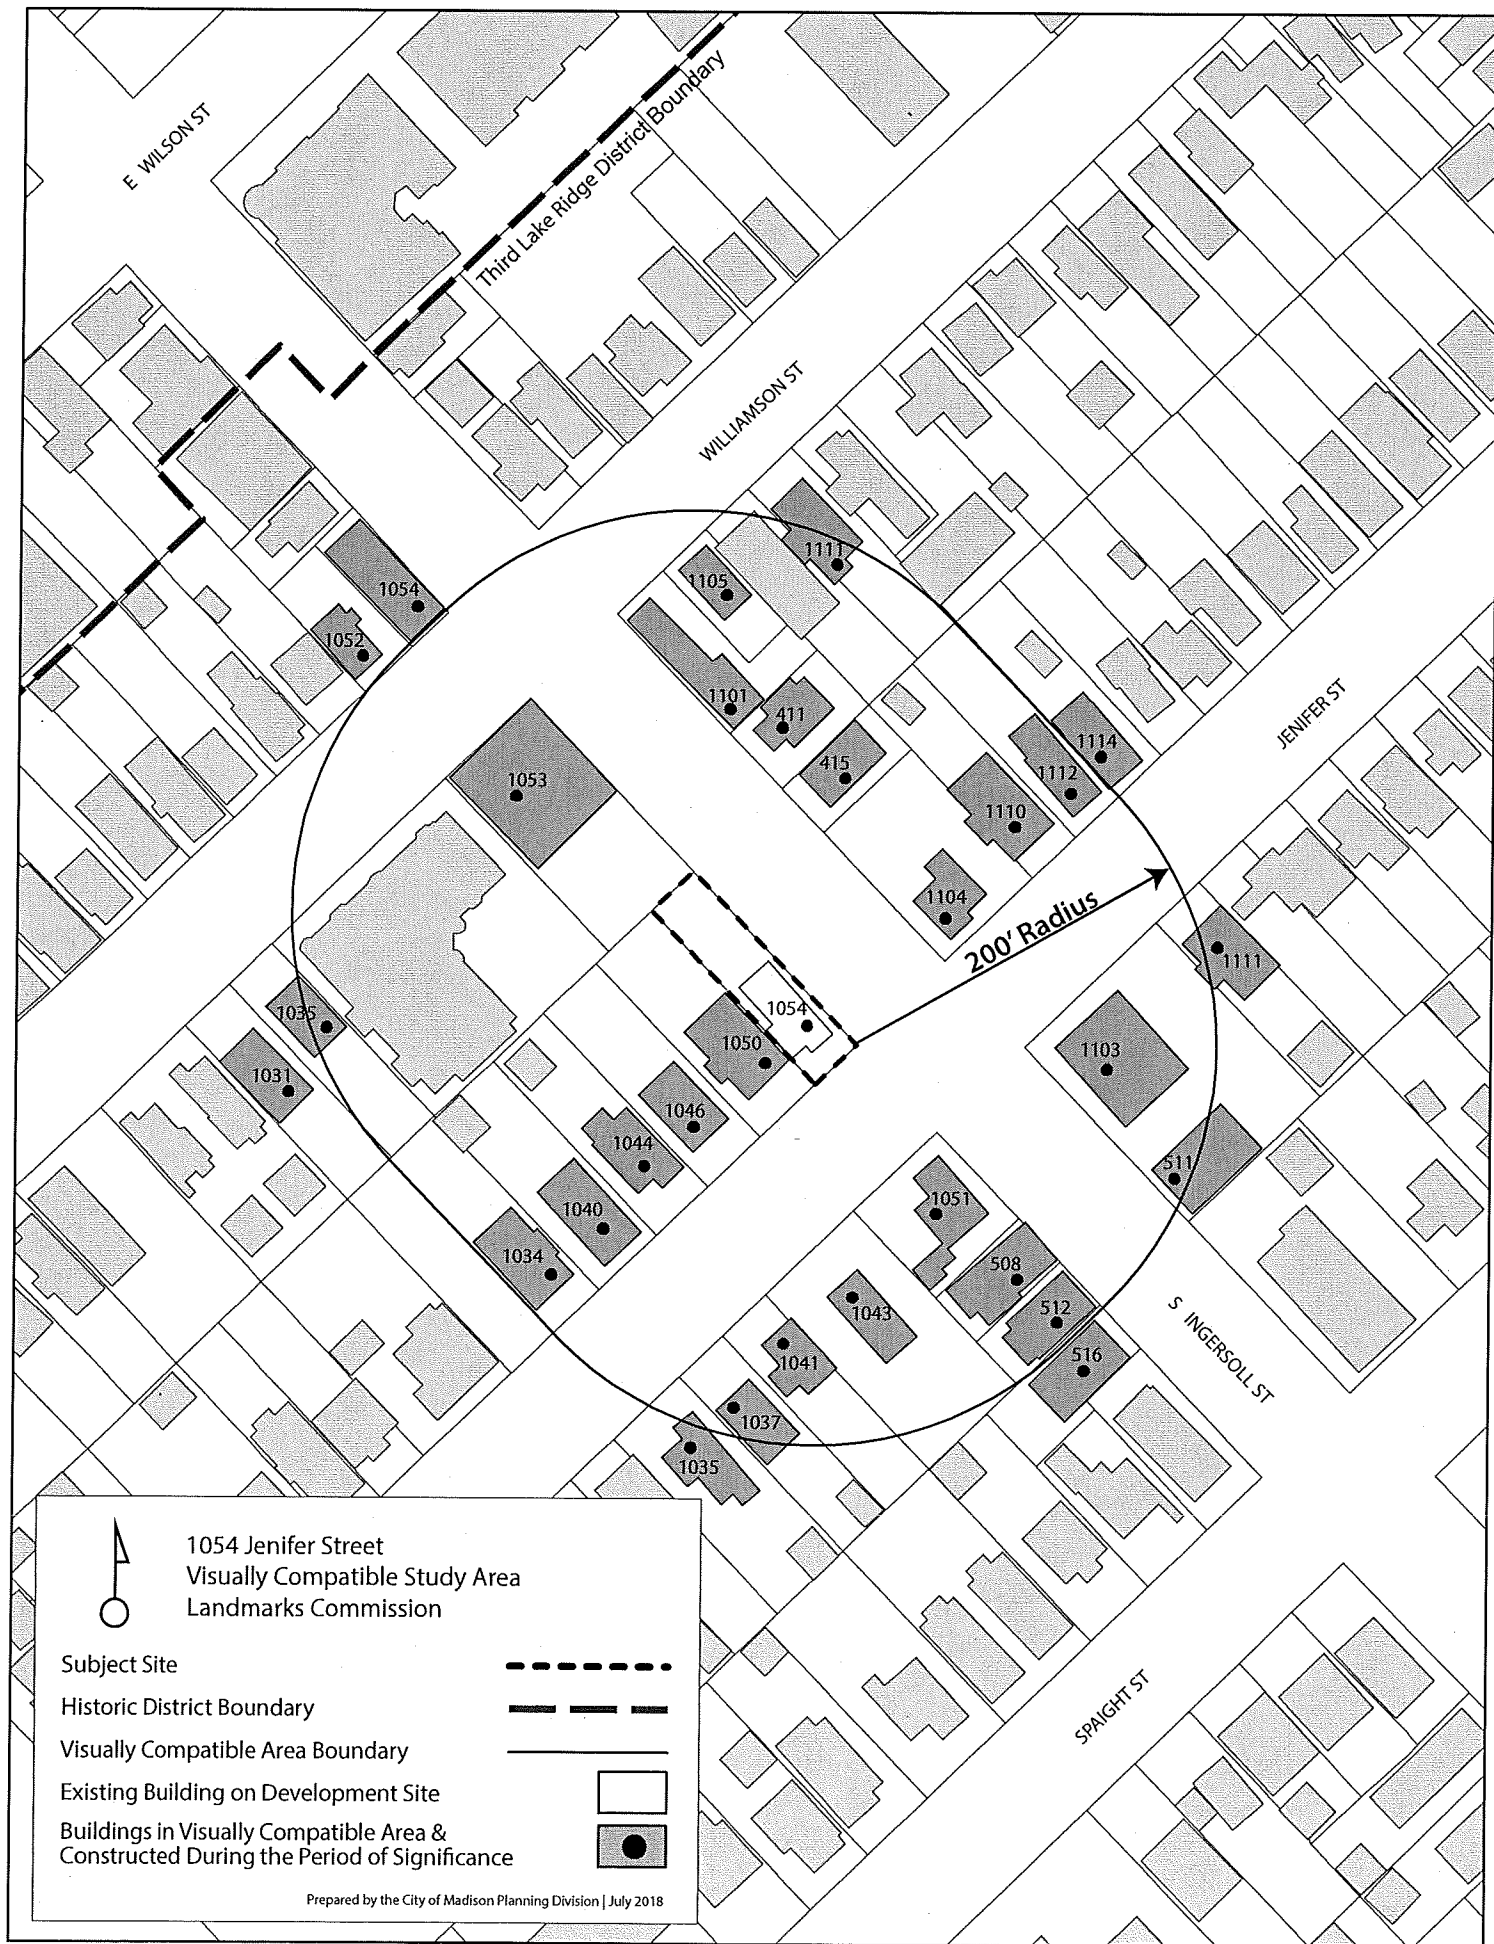 E WILSON ST
Third Lake Ridge District Boundary
WILLIAMSON ST
1111
1105
1054
1052
1101
411
415
1114
1112
1110
JENIFER ST
1053
1104
200' Radius
1111
1035
1054
1050
1103
1031
1046
1044
511
1040
1051
1034
508
512
1043
S INGERSOLL ST
516
1041
1037
1035
SPAIGHT ST
1054 Jenifer Street
Visually Compatible Study Area
Landmarks Commission
Subject Site
Historic District Boundary
Visually Compatible Area Boundary
Existing Building on Development Site
Buildings in Visually Compatible Area &
Constructed During the Period of Significance
Prepared by the City of Madison Planning Division | July 2018